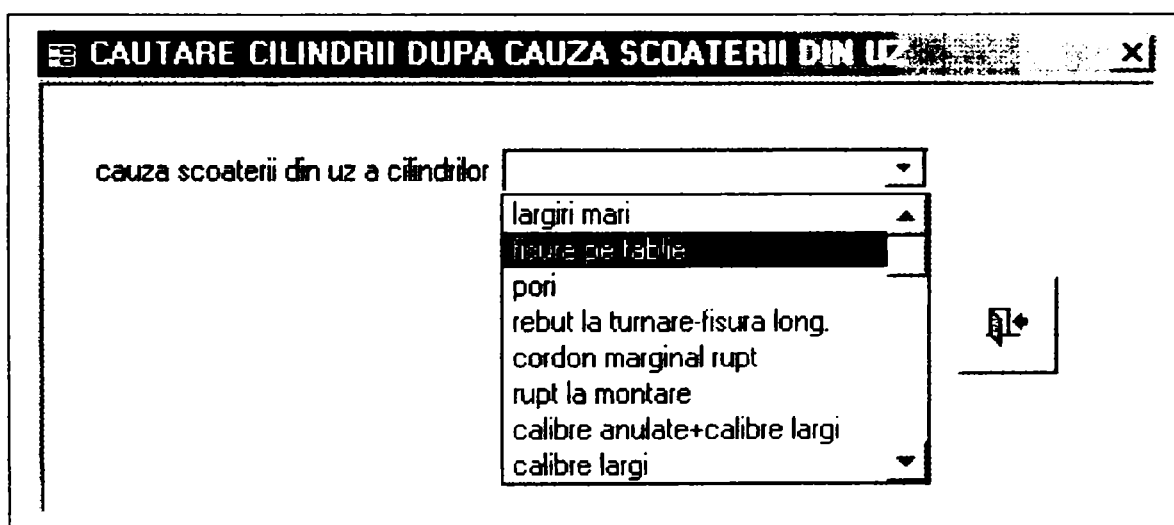 CAUTARE CILINDRII DUPA CAUZA SCOATERII DIN UZ
cauza scoaterii din uz a cilindrilor
largiri mari
fisura pe tablie
pori
rebut la turnare-fisura long.
cordon marginal rupt
rupt la montare
calibre anulate+calibre largi
calibre largi